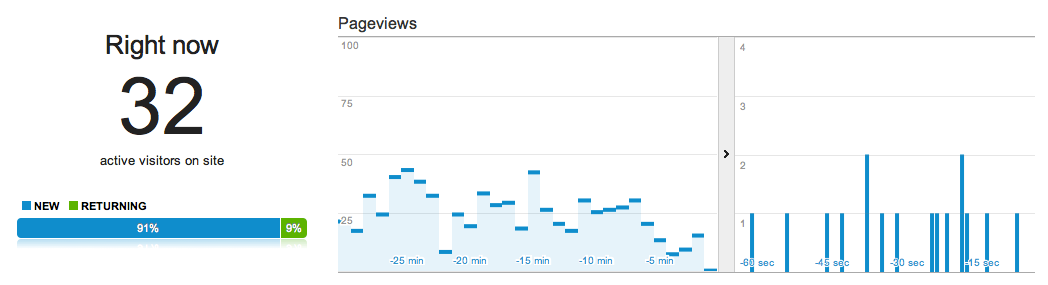 Right now
32
active visitors on site
NEW RETURNING
91% 9%
Pageviews
100
75
50
25
-25 min -20 min -15 min -10 min -5 min
4
3
2
1
-60 sec -45 sec -30 sec -15 sec